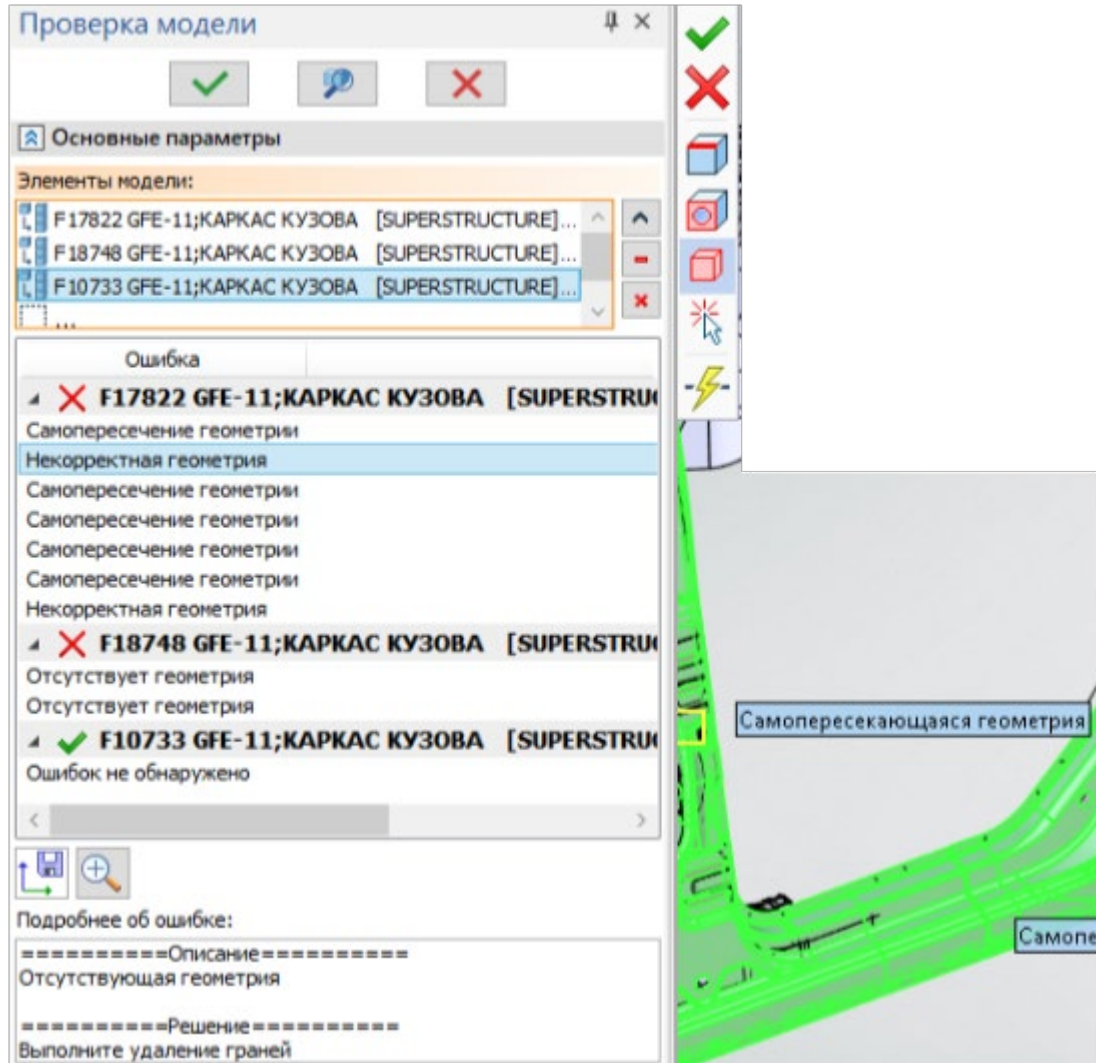 Проверка модели
Основные параметры
Элементы модели:
F17822 GFE-11;КАРКАС КУЗОВА [SUPERSTRUCTURE]...
F18748 GFE-11;КАРКАС КУЗОВА [SUPERSTRUCTURE]...
F10733 GFE-11;КАРКАС КУЗОВА [SUPERSTRUCTURE]...
...
Ошибка
F17822 GFE-11;КАРКАС КУЗОВА [SUPERSTRU
Самопересечение геометрии
Некорректная геометрия
Самопересечение геометрии
Самопересечение геометрии
Самопересечение геометрии
Самопересечение геометрии
Некорректная геометрия
F18748 GFE-11;КАРКАС КУЗОВА [SUPERSTRU
Отсутствует геометрия
Отсутствует геометрия
F10733 GFE-11;КАРКАС КУЗОВА [SUPERSTRU
Ошибок не обнаружено
Подробнее об ошибке:
==========Описание==========
Отсутствующая геометрия
==========Решение==========
Выполните удаление граней
Самопересекающаяся геометрия
Самопе